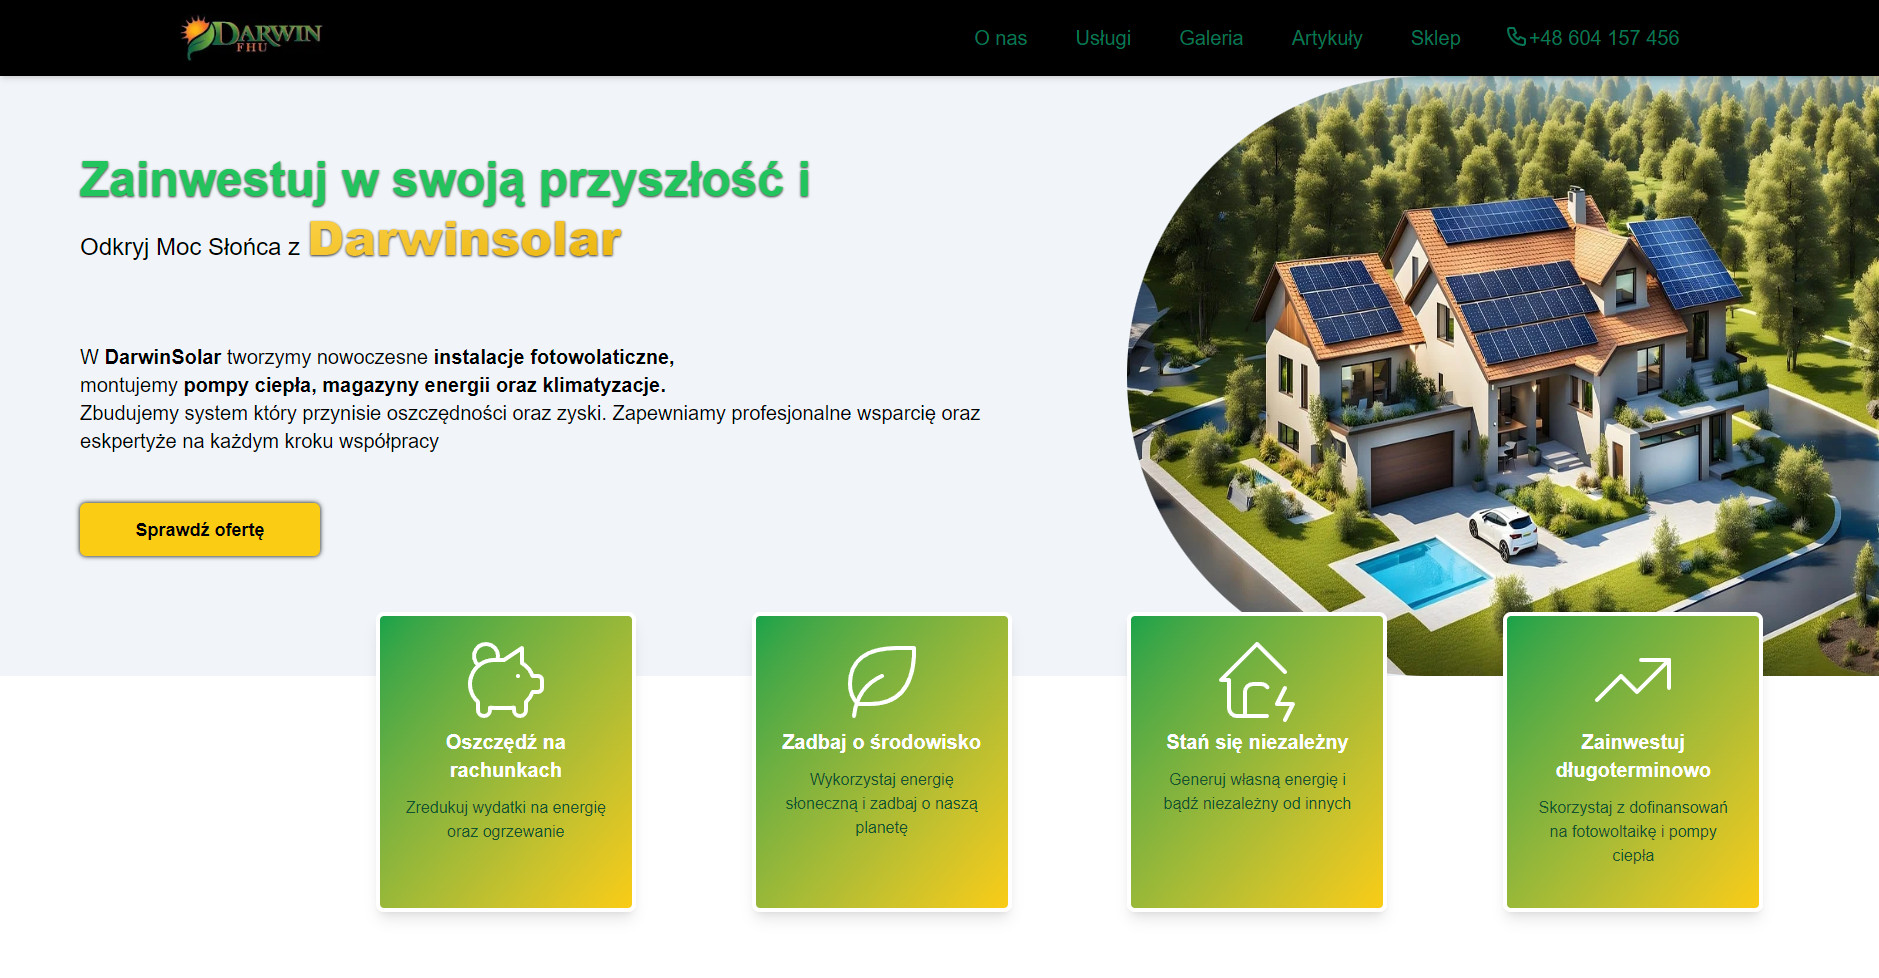 DARWIN
FHU
O nas Usługi Galeria Artykuły Sklep +48 604 157 456
Zainwestuj w swoją przyszłość i
Odkryj Moc Słońca z Darwinsolar
W DarwinSolar tworzymy nowoczesne instalacje fotowolaticzne,
montujemy pompy ciepła, magazyny energii oraz klimatyzacje.
Zbudujemy system który przynisie oszczędności oraz zyski. Zapewniamy profesjonalne wsparcię oraz
eskpertyże na każdym kroku współpracy
Sprawdź ofertę
Oszczędź na
rachunkach
Zredukuj wydatki na energię
oraz ogrzewanie
Zadbaj o środowisko
Wykorzystaj energię
słoneczną i zadbaj o naszą
planetę
Stań się niezależny
Generuj własną energię i
bądź niezależny od innych
Zainwestuj
długoterminowo
Skorzystaj z dofinansowań
na fotowoltaikę i pompy
ciepła